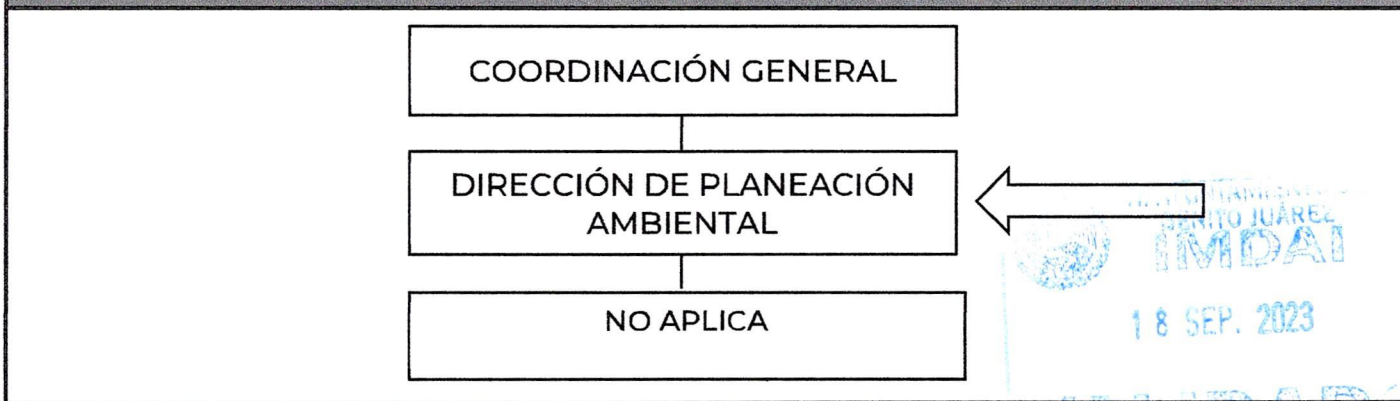 COORDINACIÓN GENERAL
DIRECCIÓN DE PLANEACIÓN
AMBIENTAL
BENITO JUÁREZ
IMDAI
NO APLICA
18 SEP. 2023